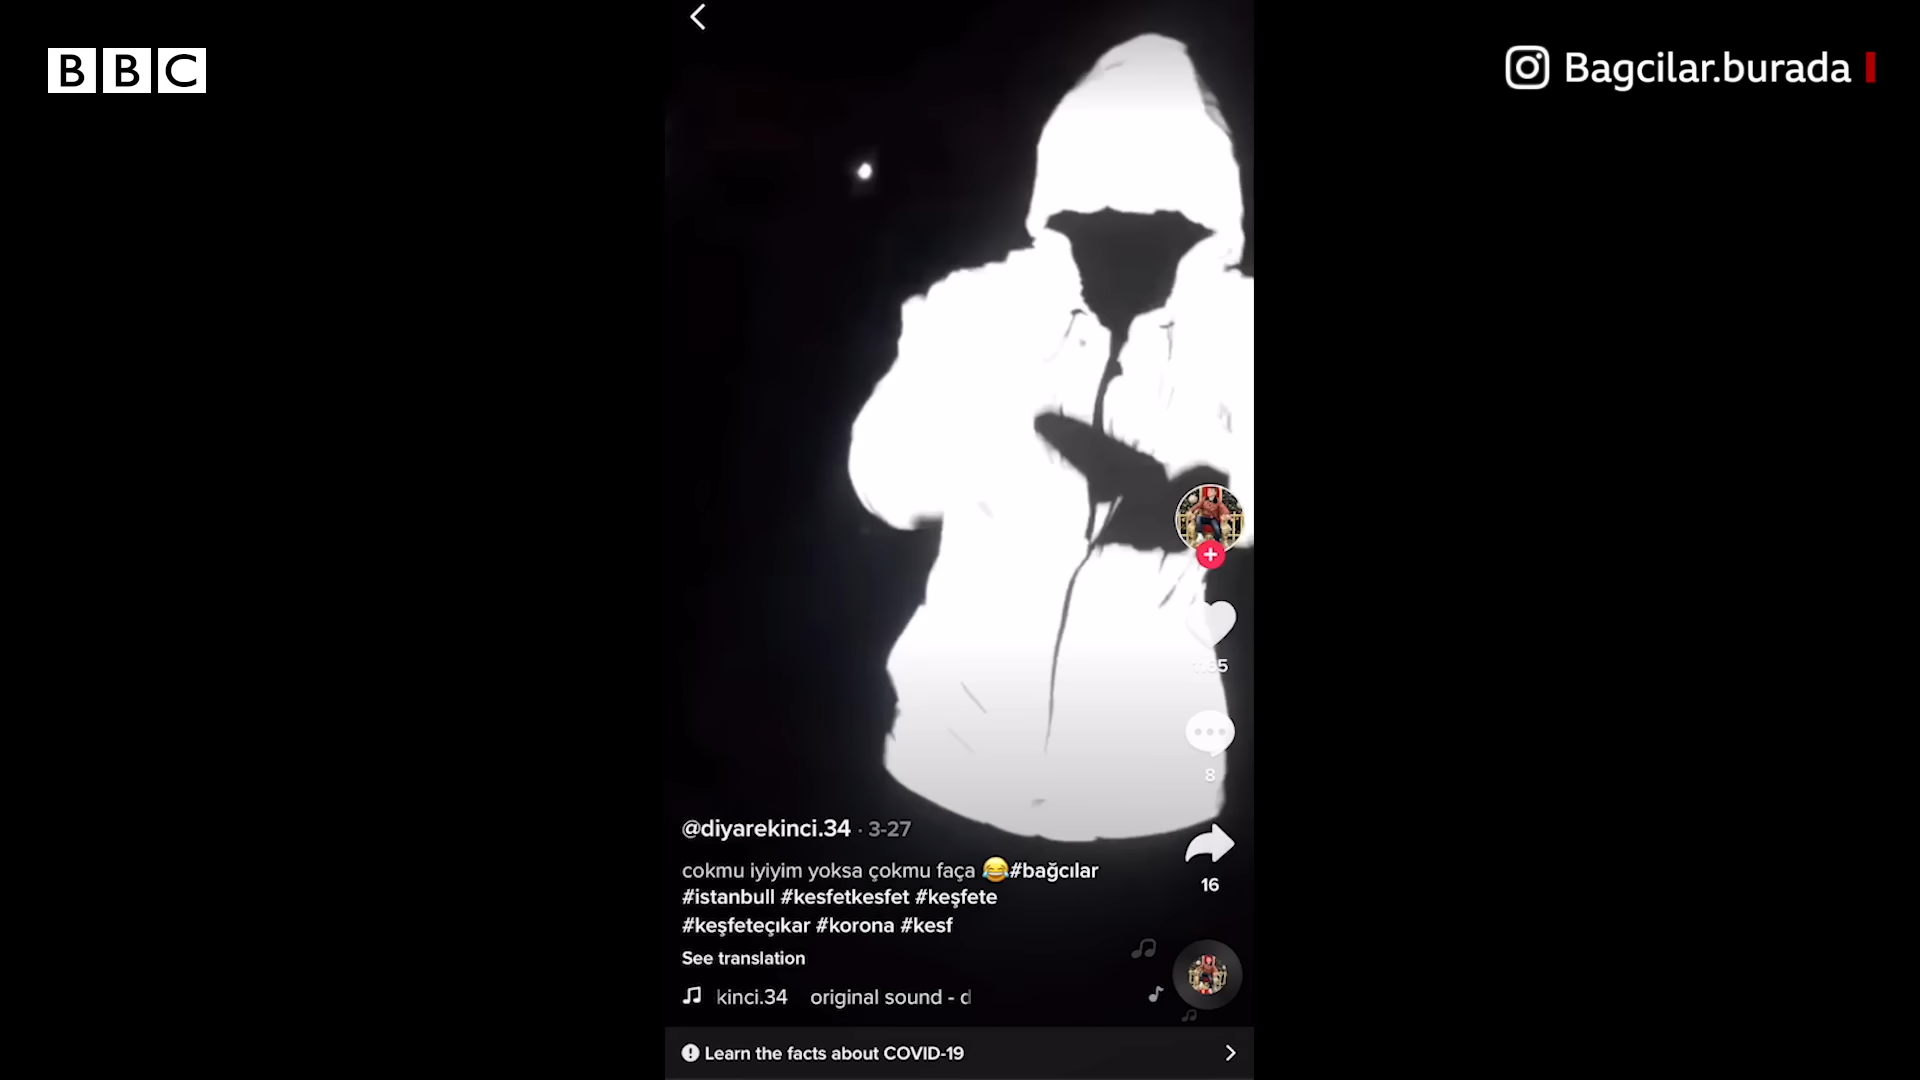 BBC
Bagcilar.burada
@diyarekinci.34 · 3-27
cokmu iyiyim yoksa çokmu faça 😂#bağcılar
#istanbull #kesfetkesfet #keşfete
#keşfeteçıkar #korona #kesf
See translation
kinci.34 original sound - d
8
16
Learn the facts about COVID-19